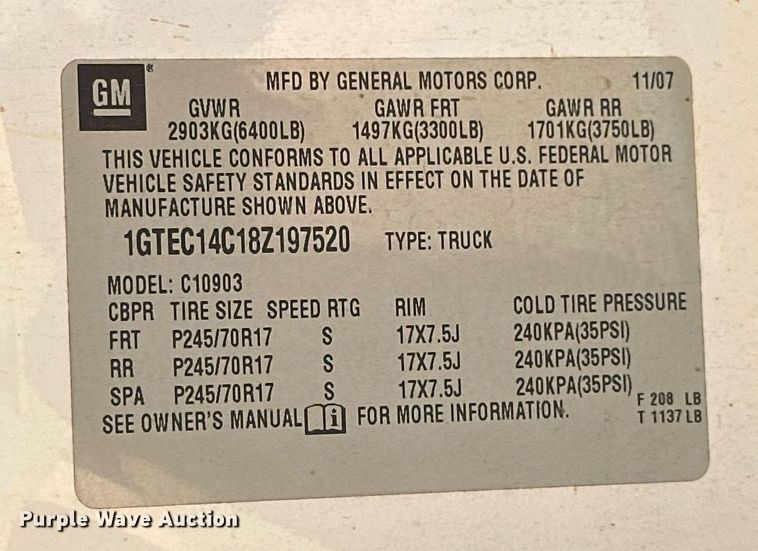 GM® MFD BY GENERAL MOTORS CORP. 11/07
GVWR GAWR FRT GAWR RR
2903KG(6400LB) 1497KG(3300LB) 1701KG(3750LB)
THIS VEHICLE CONFORMS TO ALL APPLICABLE U.S. FEDERAL MOTOR
VEHICLE SAFETY STANDARDS IN EFFECT ON THE DATE OF
MANUFACTURE SHOWN ABOVE.
1GTEC14C18Z197520 TYPE: TRUCK
MODEL: C10903
CBPR TIRE SIZE SPEED RTG RIM COLD TIRE PRESSURE
FRT P245/70R17 S 17X7.5J 240KPA(35PSI)
RR P245/70R17 S 17X7.5J 240KPA(35PSI)
SPA P245/70R17 S 17X7.5J 240KPA(35PSI)
F 208 LB
SEE OWNER'S MANUAL i FOR MORE INFORMATION.
T 1137 LB
Purple Wave Auction